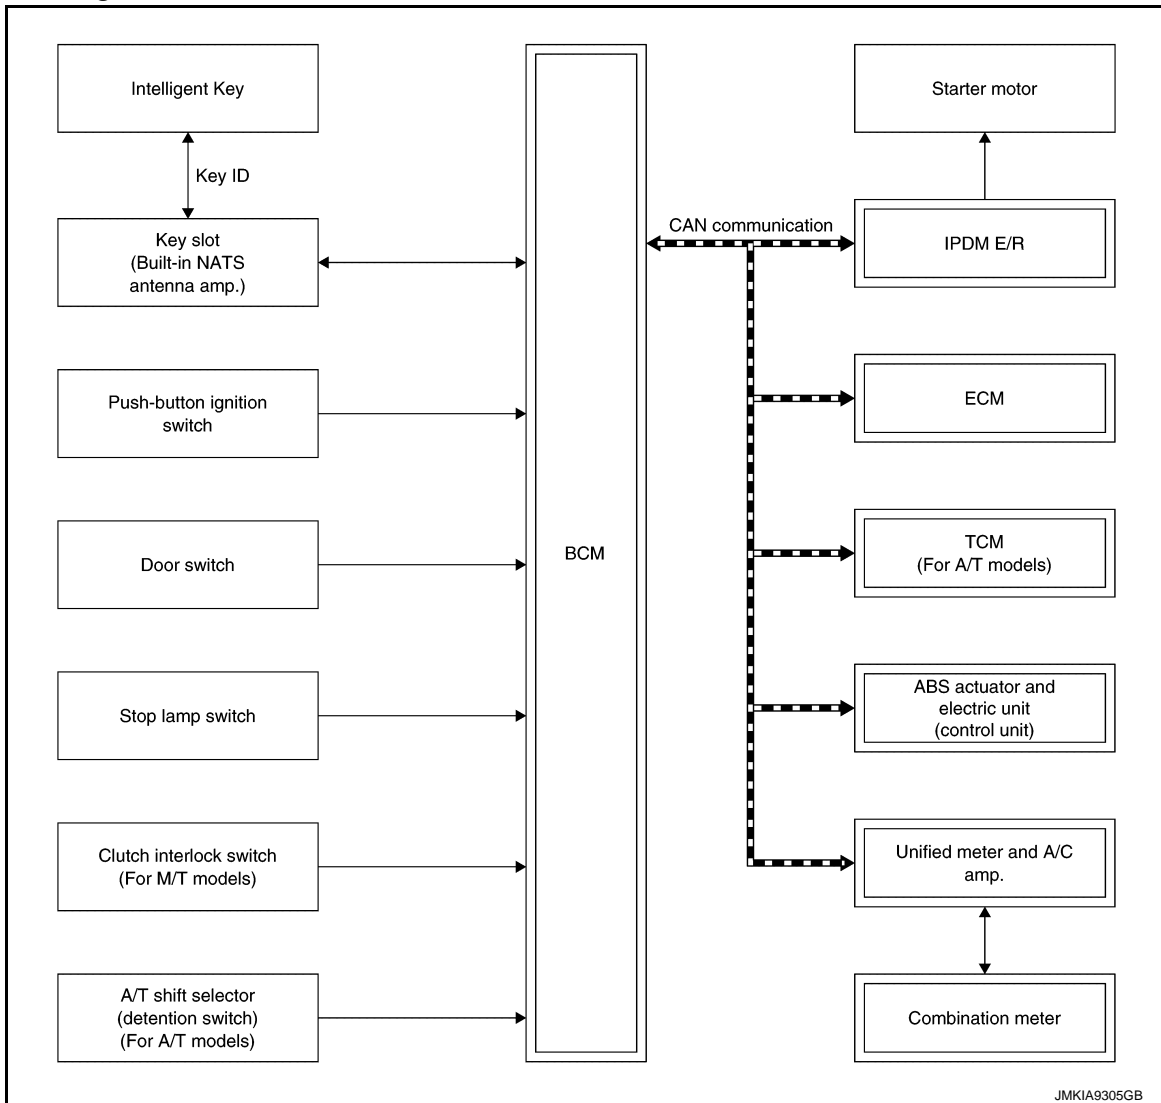 Intelligent Key
Key ID
Key slot
(Built-in NATS
antenna amp.)
Push-button ignition
switch
Door switch
Stop lamp switch
Clutch interlock switch
(For M/T models)
A/T shift selector
(detention switch)
(For A/T models)
BCM
CAN communication
Starter motor
IPDM E/R
ECM
TCM
(For A/T models)
ABS actuator and
electric unit
(control unit)
Unified meter and A/C
amp.
Combination meter
JMKIA9305GB